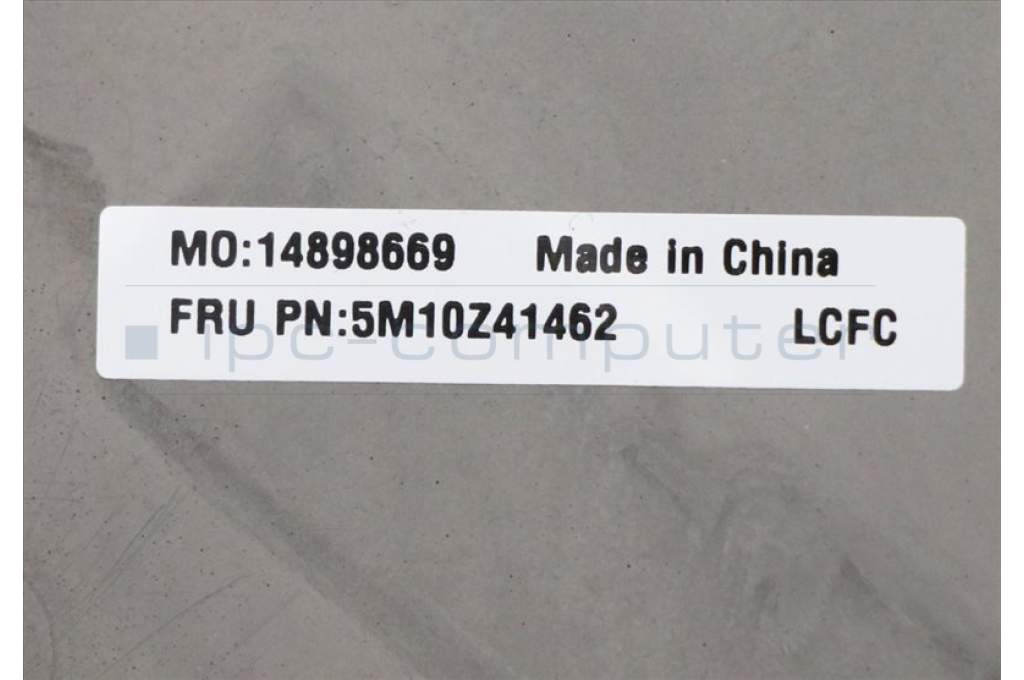 MO:14898669 Made in China
FRU PN:5M10Z41462 LCFC
ipc-computer